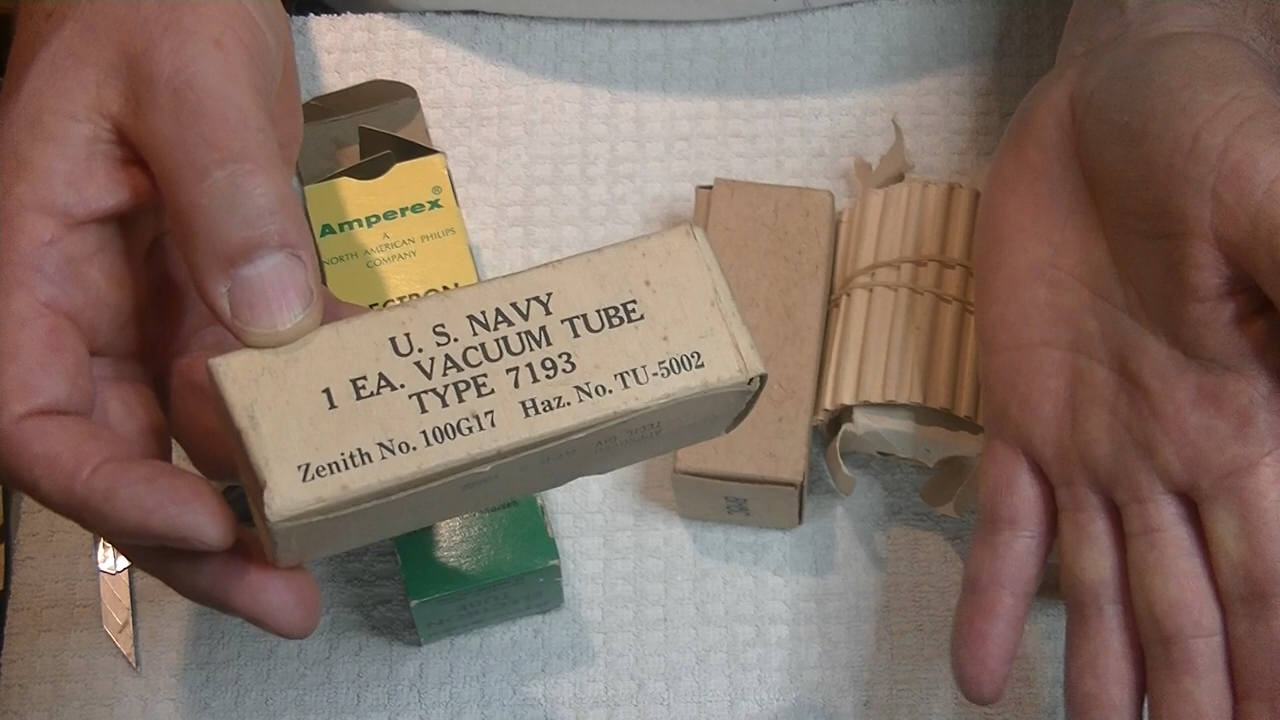 Amperex®
A
NORTH AMERICAN PHILIPS
COMPANY
U. S. NAVY
1 EA. VACUUM TUBE
TYPE 7193
Zenith No. 100G17 Haz. No. TU-5002